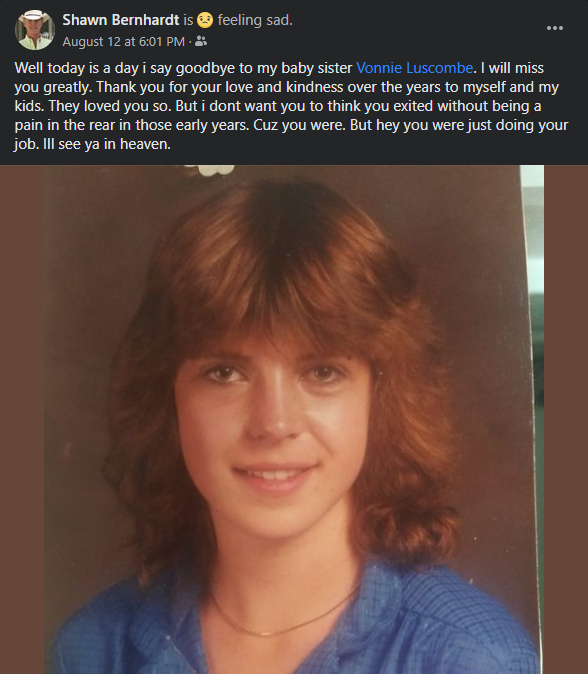 Shawn Bernhardt is 😟 feeling sad.
August 12 at 6:01 PM ·
Well today is a day i say goodbye to my baby sister Vonnie Luscombe. I will miss
you greatly. Thank you for your love and kindness over the years to myself and my
kids. They loved you so. But i dont want you to think you exited without being a
pain in the rear in those early years. Cuz you were. But hey you were just doing your
job. Ill see ya in heaven.